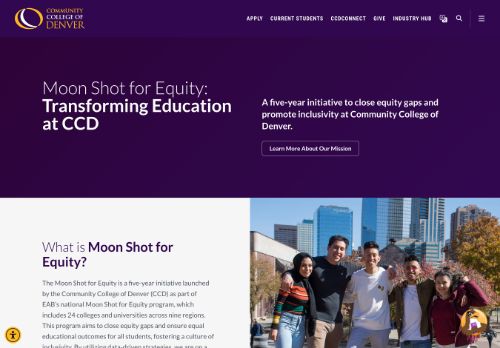 COMMUNITY
COLLEGE OF
DENVER
APPLY CURRENT STUDENTS CCDCONNECT GIVE INDUSTRY HUB
Moon Shot for Equity:
Transforming Education
at CCD
A five-year initiative to close equity gaps and
promote inclusivity at Community College of
Denver.
Learn More About Our Mission
What is Moon Shot for
Equity?
The Moon Shot for Equity is a five-year initiative launched
by the Community College of Denver (CCD) as part of
EAB's national Moon Shot for Equity program, which
includes 24 colleges and universities across nine regions.
This program aims to close equity gaps and ensure equal
educational outcomes for all students, fostering a culture of
inclusivity. By utilizing data-driven strategies, we are on a